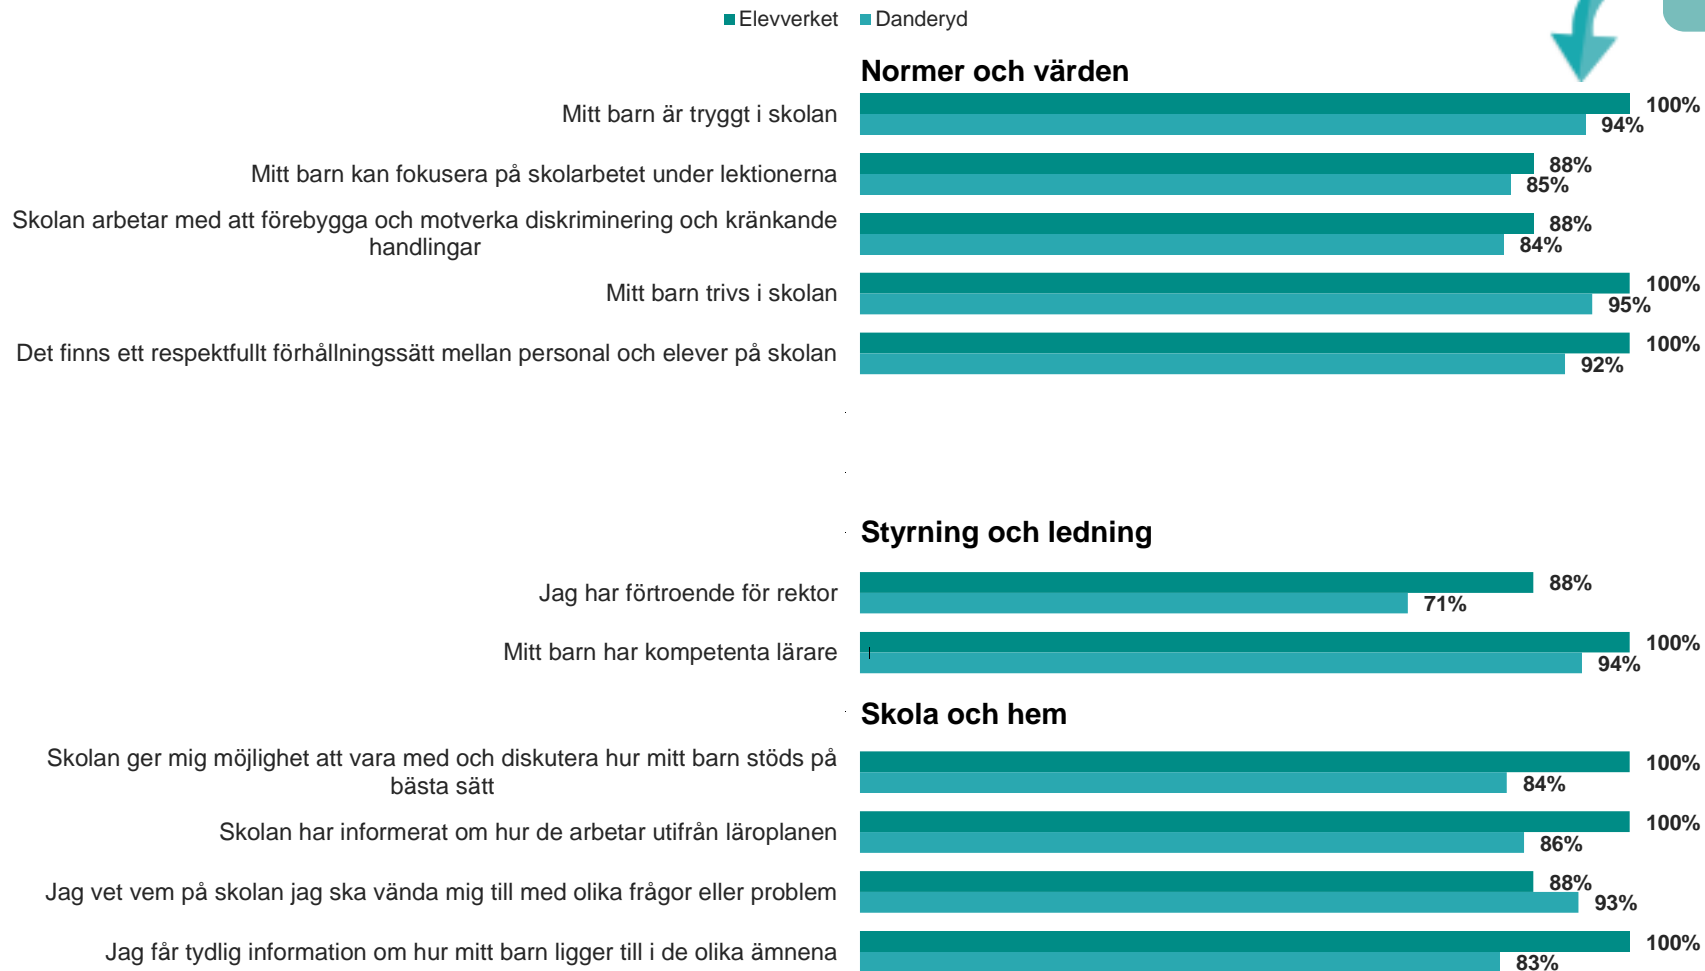 Elevverket Danderyd
Normer och värden
Mitt barn är tryggt i skolan
100%
94%
Mitt barn kan fokusera på skolarbetet under lektionerna
88%
85%
Skolan arbetar med att förebygga och motverka diskriminering och kränkande
handlingar
88%
84%
Mitt barn trivs i skolan
100%
95%
Det finns ett respektfullt förhållningssätt mellan personal och elever på skolan
100%
92%
Styrning och ledning
Jag har förtroende för rektor
88%
71%
Mitt barn har kompetenta lärare
100%
94%
Skola och hem
Skolan ger mig möjlighet att vara med och diskutera hur mitt barn stöds på
bästa sätt
100%
84%
Skolan har informerat om hur de arbetar utifrån läroplanen
100%
86%
Jag vet vem på skolan jag ska vända mig till med olika frågor eller problem
88%
93%
Jag får tydlig information om hur mitt barn ligger till i de olika ämnena
100%
83%